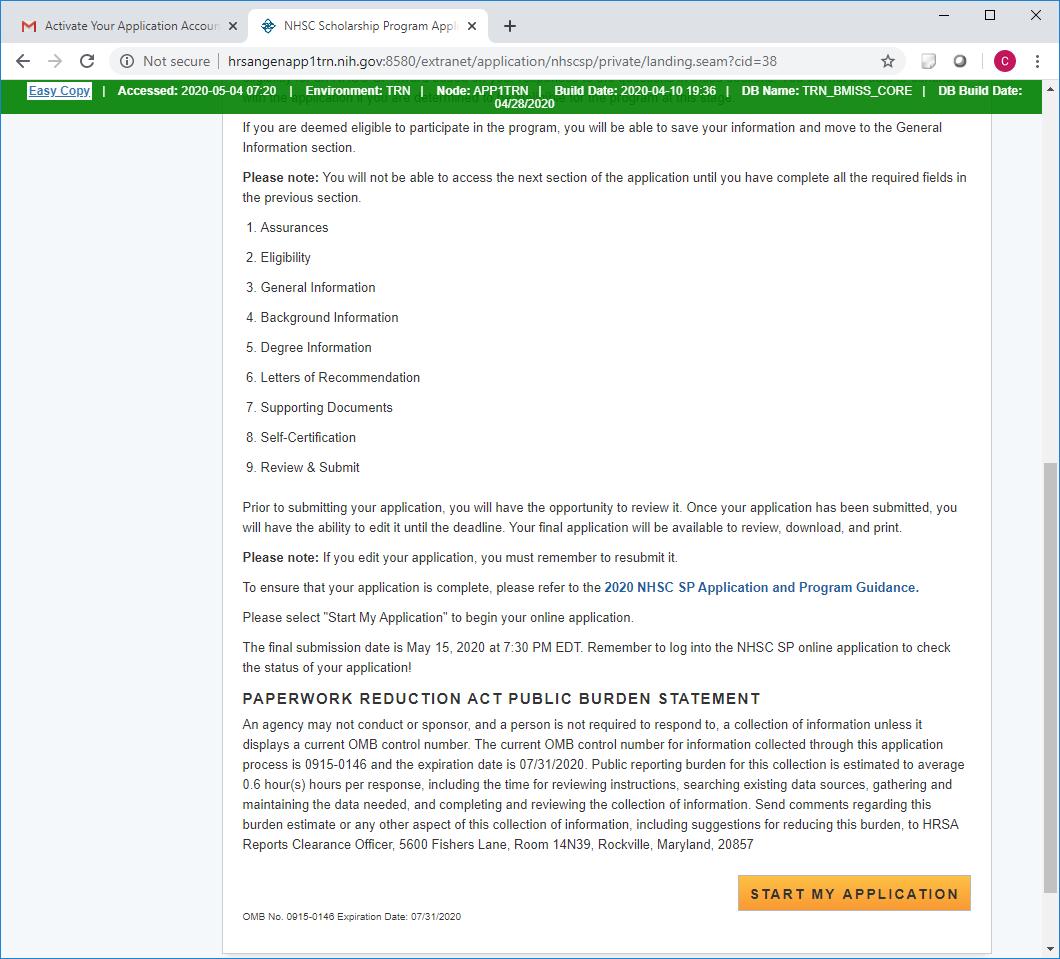 Activate Your Application Accoun
NHSC Scholarship Program Appl
Not secure | hrsangenapp1trn.nih.gov:8580/extranet/application/nhscsp/private/landing.seam?cid=38
C
Easy Copy | Accessed: 2020-05-04 07:20 | Environment: TRN | Node: APP1TRN | Build Date: 2020-04-10 19:36 | DB Name: TRN_BMISS_CORE | DB Build Date:
04/28/2020
If you are deemed eligible to participate in the program, you will be able to save your information and move to the General
Information section.
Please note: You will not be able to access the next section of the application until you have complete all the required fields in
the previous section.
1. Assurances
2. Eligibility
3. General Information
4. Background Information
5. Degree Information
6. Letters of Recommendation
7. Supporting Documents
8. Self-Certification
9. Review & Submit
Prior to submitting your application, you will have the opportunity to review it. Once your application has been submitted, you
will have the ability to edit it until the deadline. Your final application will be available to review, download, and print.
Please note: If you edit your application, you must remember to resubmit it.
To ensure that your application is complete, please refer to the 2020 NHSC SP Application and Program Guidance.
Please select "Start My Application" to begin your online application.
The final submission date is May 15, 2020 at 7:30 PM EDT. Remember to log into the NHSC SP online application to check
the status of your application!
PAPERWORK REDUCTION ACT PUBLIC BURDEN STATEMENT
An agency may not conduct or sponsor, and a person is not required to respond to, a collection of information unless it
displays a current OMB control number. The current OMB control number for information collected through this application
process is 0915-0146 and the expiration date is 07/31/2020. Public reporting burden for this collection is estimated to average
0.6 hour(s) hours per response, including the time for reviewing instructions, searching existing data sources, gathering and
maintaining the data needed, and completing and reviewing the collection of information. Send comments regarding this
burden estimate or any other aspect of this collection of information, including suggestions for reducing this burden, to HRSA
Reports Clearance Officer, 5600 Fishers Lane, Room 14N39, Rockville, Maryland, 20857
START MY APPLICATION
OMB No. 0915-0146 Expiration Date: 07/31/2020